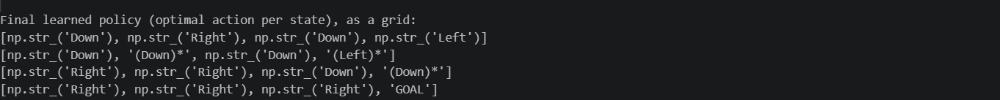 Final learned policy (optimal action per state), as a grid:
[np.str_('Down'), np.str_('Right'), np.str_('Down'), np.str_('Left')]
[np.str_('Down'), '(Down)*', np.str_('Down'), '(Left)*']
[np.str_('Right'), np.str_('Right'), np.str_('Down'), '(Down)*']
[np.str_('Right'), np.str_('Right'), np.str_('Right'), 'GOAL']